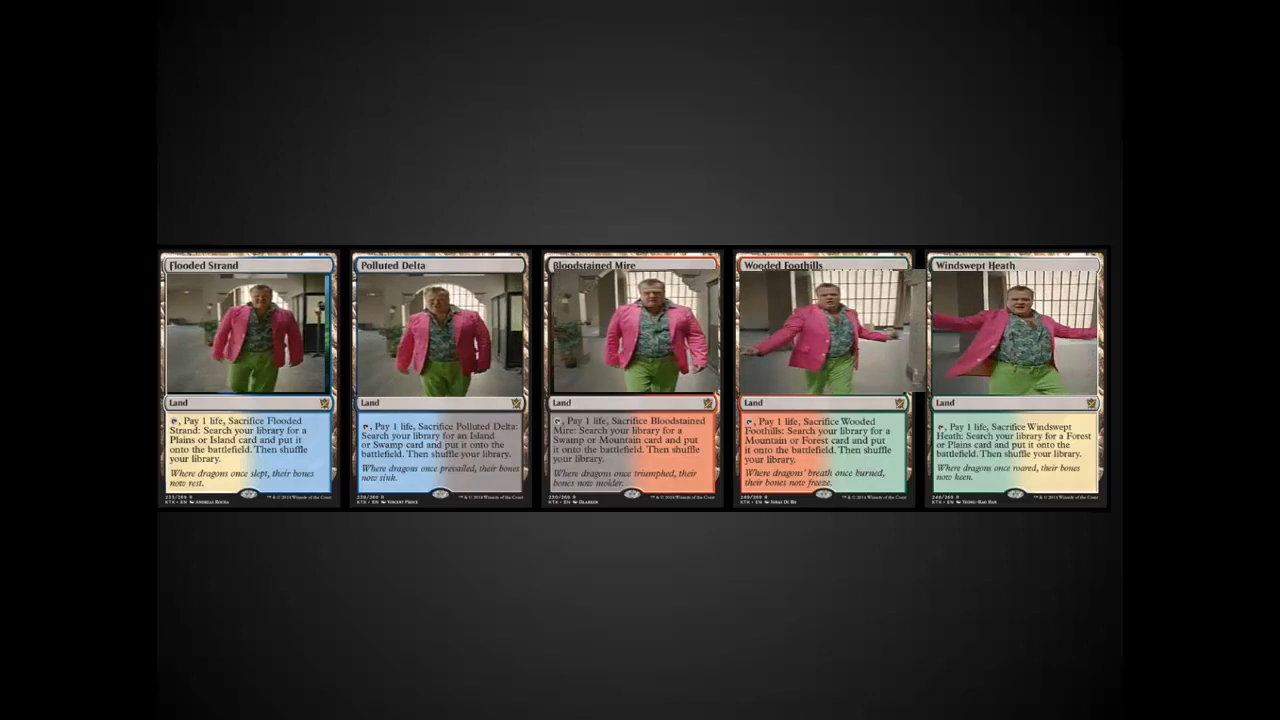 Flooded Strand
Land
, Pay 1 life, Sacrifice Flooded
Strand: Search your library for a
Plains or Island card and put it
onto the battlefield. Then shuffle
your library.
Where dragons once slept, their bones
now rest.
Polluted Delta
Land
, Pay 1 life, Sacrifice Polluted Delta:
Search your library for an Island
or Swamp card and put it onto the
battlefield. Then shuffle your library.
Where dragons once prevailed, their bones
now sink.
Bloodstained Mire
Land
, Pay 1 life, Sacrifice Bloodstained
Mire: Search your library for a
Swamp or Mountain card and put
it onto the battlefield. Then shuffle
your library.
Where dragons once triumphed, their
bones now molder.
Wooded Foothills
Land
, Pay 1 life, Sacrifice Wooded
Foothills: Search your library for a
Mountain or Forest card and put
it onto the battlefield. Then shuffle
your library.
Where dragons' breath once burned,
their bones now freeze.
Windswept Heath
Land
, Pay 1 life, Sacrifice Windswept
Heath: Search your library for a Forest
or Plains card and put it onto the
battlefield. Then shuffle your library.
Where dragons once roared, their bones
now keen.